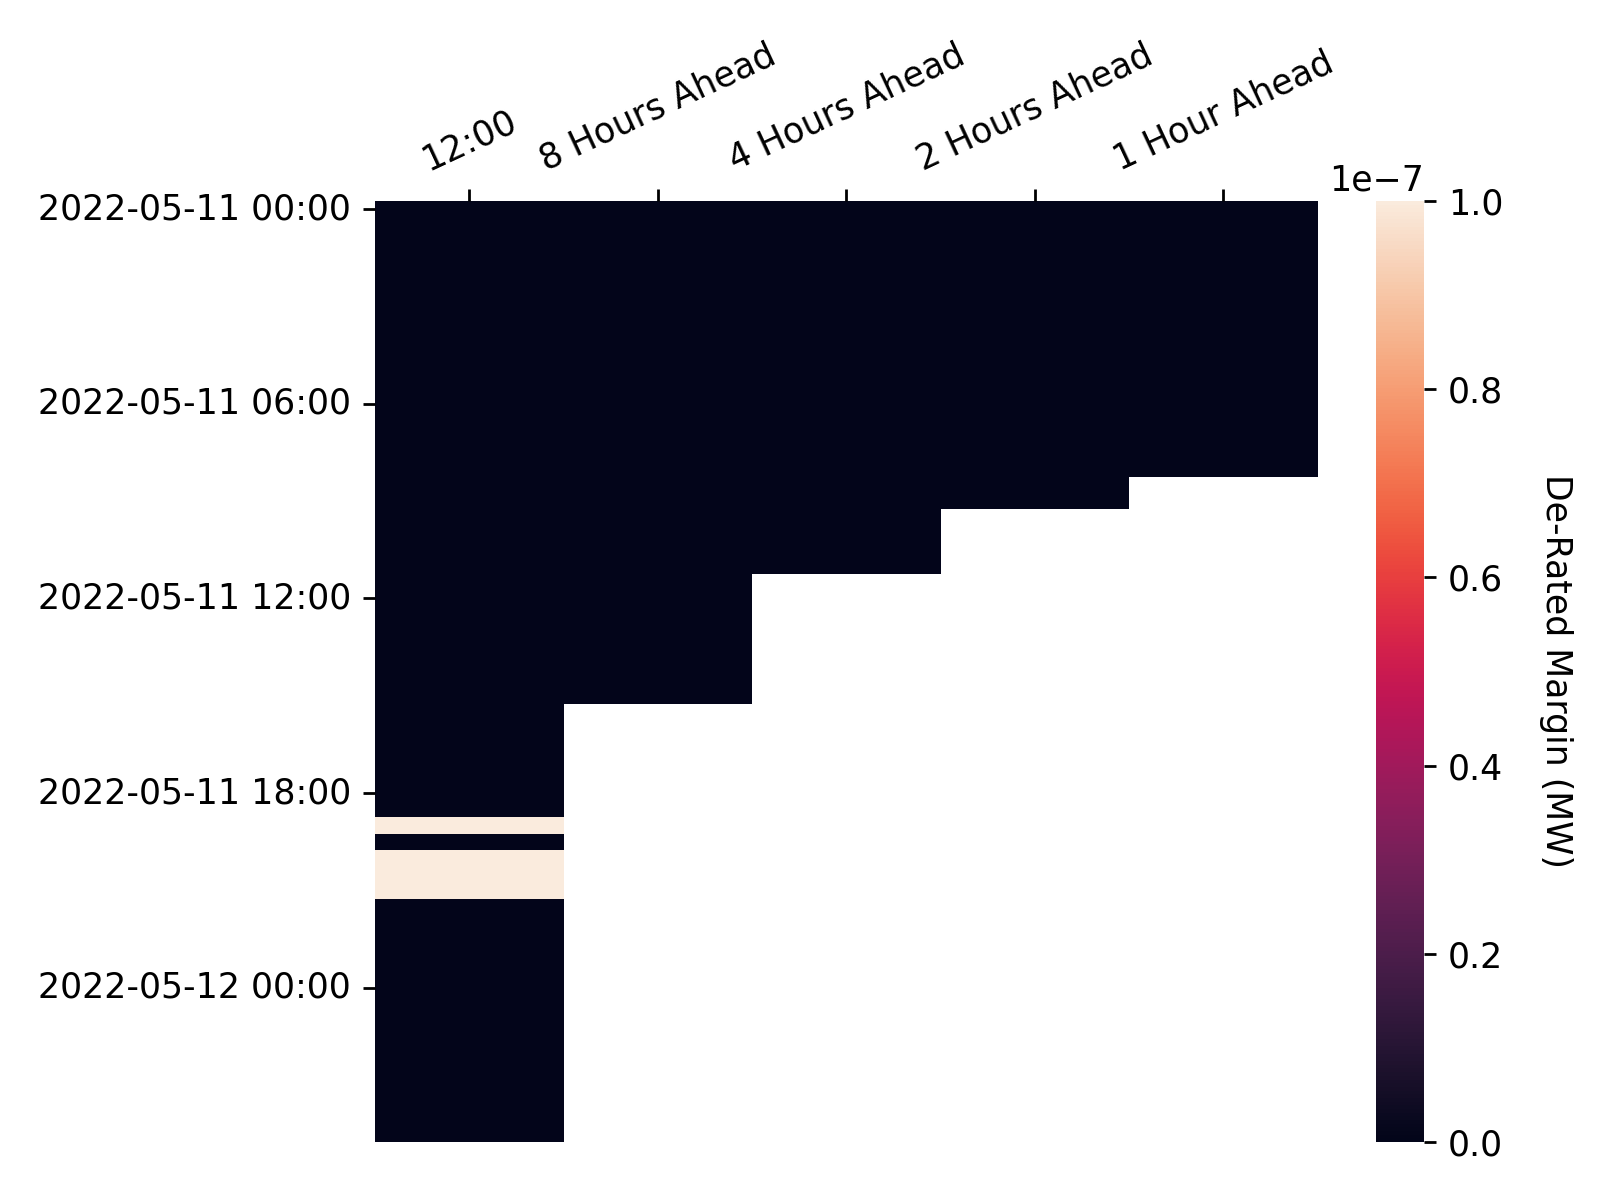 12:00
8 Hours Ahead
4 Hours Ahead
2 Hours Ahead
1 Hour Ahead
2022-05-11 00:00
2022-05-11 06:00
2022-05-11 12:00
2022-05-11 18:00
2022-05-12 00:00
1e−7
1.0
0.8
0.6
0.4
0.2
0.0
De-Rated Margin (MW)